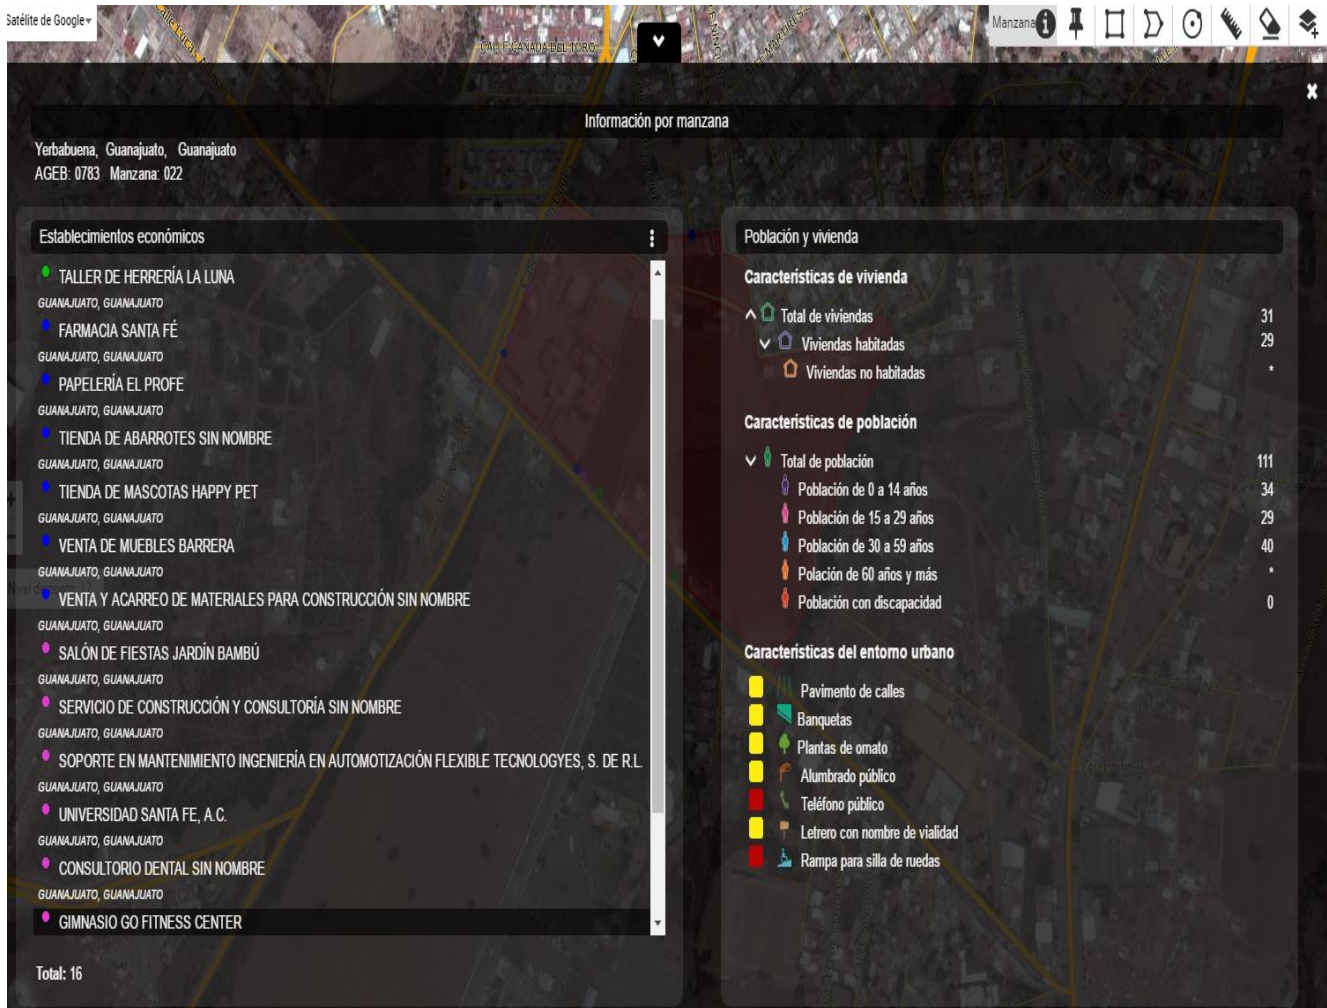 Satélite de Google
Manzana
CALLE CAÑADA DEL TORO
Información por manzana
Yerbabuena, Guanajuato, Guanajuato
AGEB: 0783 Manzana: 022
Establecimientos económicos
TALLER DE HERRERÍA LA LUNA
GUANAJUATO, GUANAJUATO
FARMACIA SANTA FÉ
GUANAJUATO, GUANAJUATO
PAPELERÍA EL PROFE
GUANAJUATO, GUANAJUATO
TIENDA DE ABARROTES SIN NOMBRE
GUANAJUATO, GUANAJUATO
TIENDA DE MASCOTAS HAPPY PET
GUANAJUATO, GUANAJUATO
VENTA DE MUEBLES BARRERA
GUANAJUATO, GUANAJUATO
VENTA Y ACARREO DE MATERIALES PARA CONSTRUCCIÓN SIN NOMBRE
GUANAJUATO, GUANAJUATO
SALÓN DE FIESTAS JARDÍN BAMBÚ
GUANAJUATO, GUANAJUATO
SERVICIO DE CONSTRUCCIÓN Y CONSULTORÍA SIN NOMBRE
GUANAJUATO, GUANAJUATO
SOPORTE EN MANTENIMIENTO INGENIERÍA EN AUTOMOTIZACIÓN FLEXIBLE TECNOLOGYES, S. DE R.L.
GUANAJUATO, GUANAJUATO
UNIVERSIDAD SANTA FE, A.C.
GUANAJUATO, GUANAJUATO
CONSULTORIO DENTAL SIN NOMBRE
GUANAJUATO, GUANAJUATO
GIMNASIO GO FITNESS CENTER
Total: 16
Población y vivienda
Características de vivienda
Total de viviendas 31
Viviendas habitadas 29
Viviendas no habitadas *
Características de población
Total de población 111
Población de 0 a 14 años 34
Población de 15 a 29 años 29
Población de 30 a 59 años 40
Polación de 60 años y más *
Población con discapacidad 0
Características del entorno urbano
Pavimento de calles
Banquetas
Plantas de ornato
Alumbrado público
Teléfono público
Letrero con nombre de vialidad
Rampa para silla de ruedas